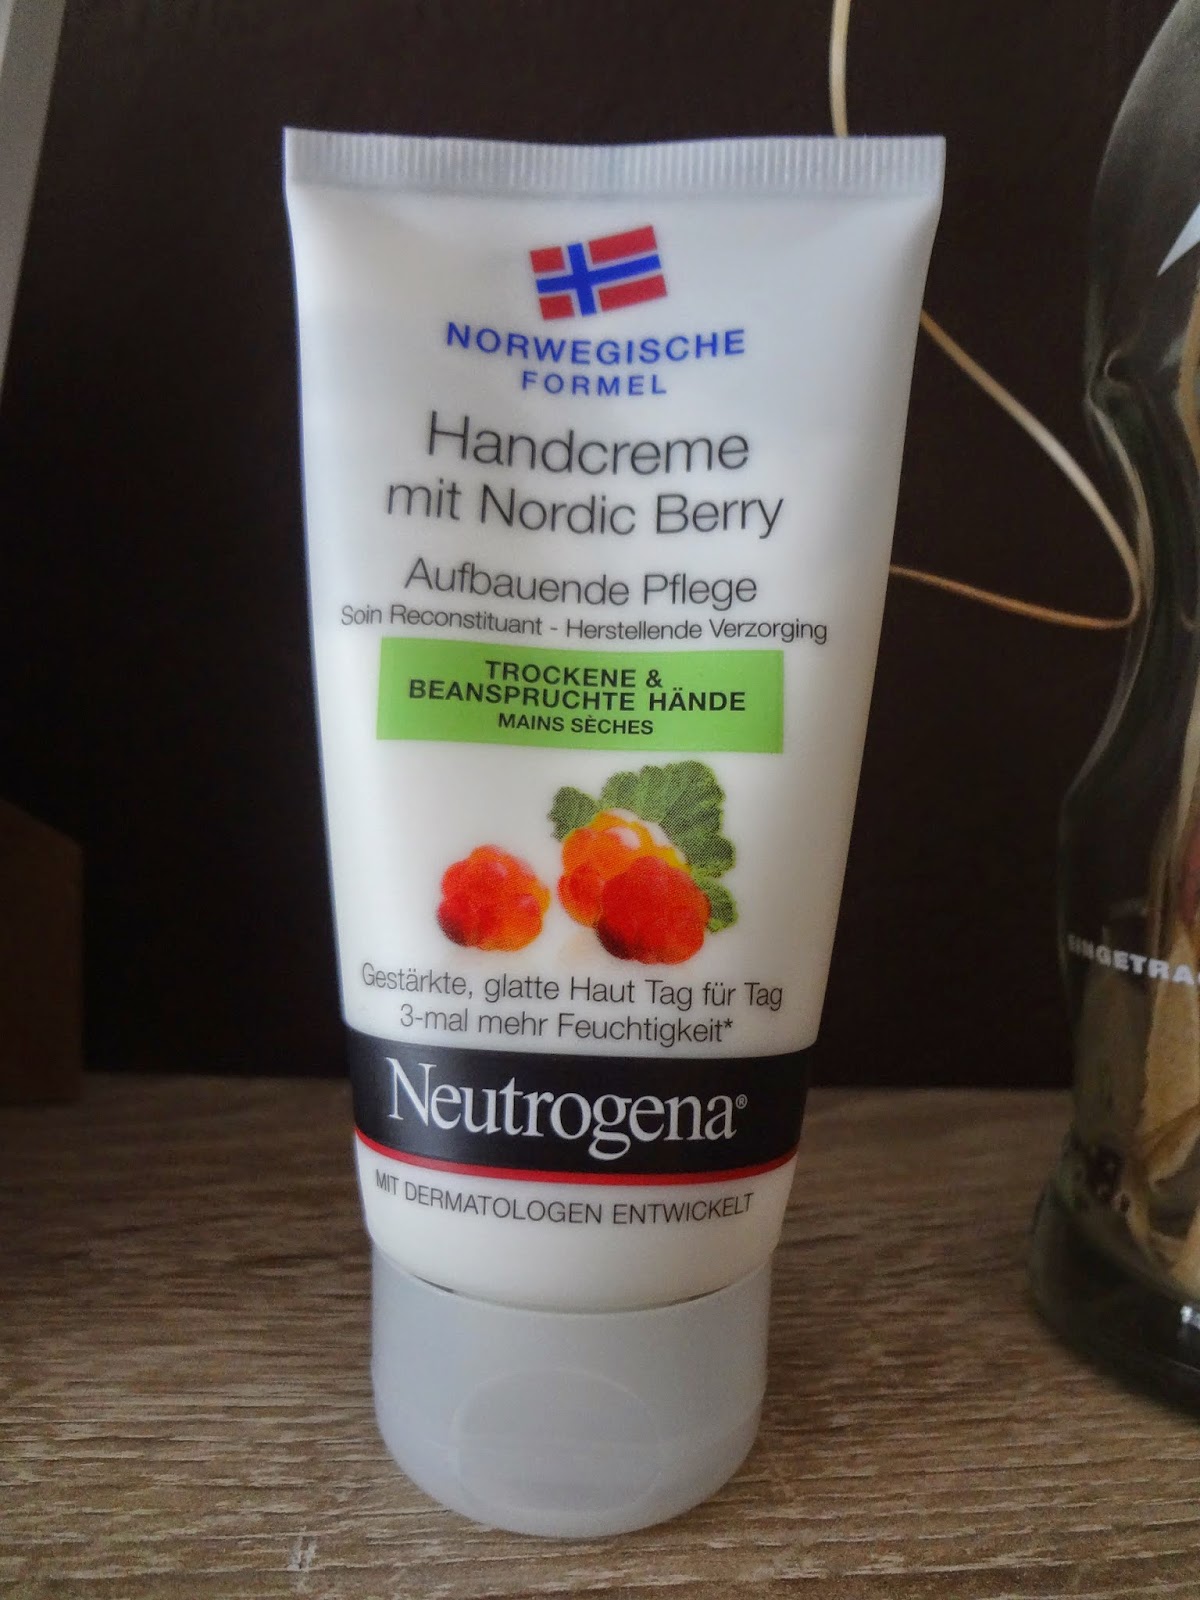 NORWEGISCHE
FORMEL
Handcreme
mit Nordic Berry
Aufbauende Pflege
Soin Reconstituant - Herstellende Verzorging
TROCKENE &
BEANSPRUCHTE HÄNDE
MAINS SÈCHES
Gestärkte, glatte Haut Tag für Tag
3-mal mehr Feuchtigkeit*
Neutrogena®
MIT DERMATOLOGEN ENTWICKELT
EINGETRA